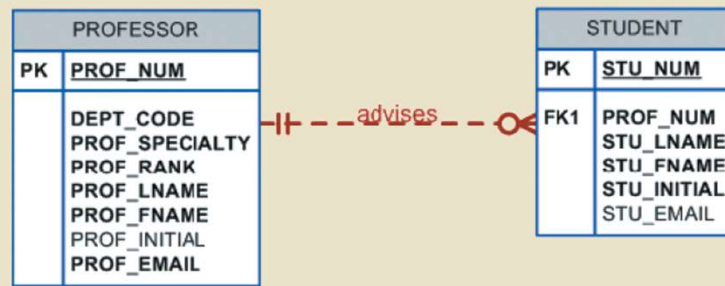 PROFESSOR
PK PROF_NUM
DEPT_CODE
PROF_SPECIALTY
PROF_RANK
PROF_LNAME
PROF_FNAME
PROF_INITIAL
PROF_EMAIL
advises
STUDENT
PK STU_NUM
FK1 PROF_NUM
STU_LNAME
STU_FNAME
STU_INITIAL
STU_EMAIL